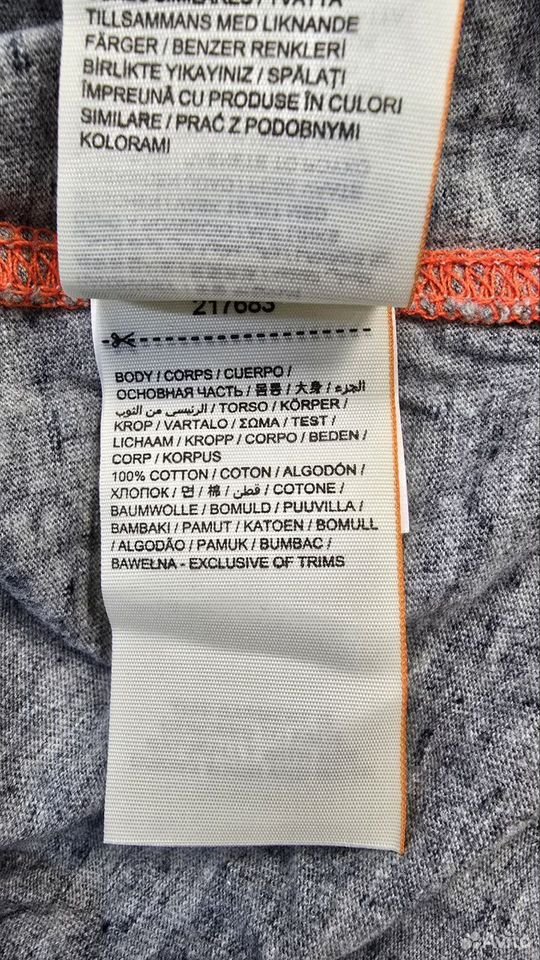 TILLSAMMANS MED LIKNANDE
FÄRGER / BENZER RENKLERİ
BİRLİKTE YIKAYINIZ / SPĂLAȚI
ÎMPREUNĂ CU PRODUSE ÎN CULORI
SIMILARE / PRAĆ Z PODOBNYMI
KOLORAMI
217683
BODY / CORPS / CUERPO /
ОСНОВНАЯ ЧАСТЬ / 몸통 / 大身 / الجزء
الرئيسى من الثوب / TORSO / KÖRPER /
KROP / VARTALO / ΣΩΜΑ / TEST /
LICHAAM / KROPP / CORPO / BEDEN /
CORP / KORPUS
100% COTTON / COTON / ALGODÓN /
ХЛОПОК / 면 / 棉 / قطن / COTONE /
BAUMWOLLE / BOMULD / PUUVILLA /
BAMBAKI / PAMUT / KATOEN / BOMULL
/ ALGODÃO / PAMUK / BUMBAC /
BAWEŁNA - EXCLUSIVE OF TRIMS
Avito